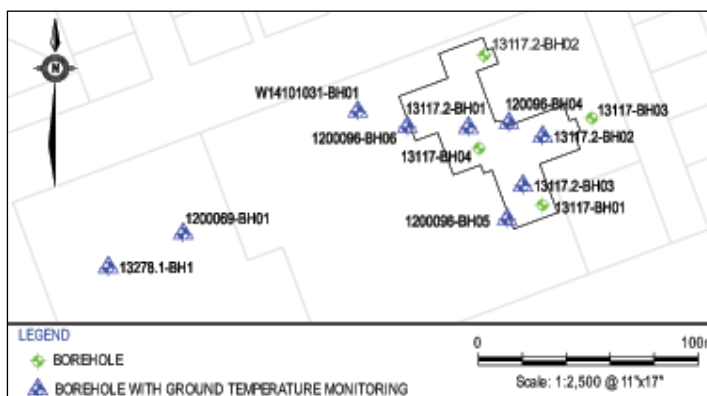 N
13117.2-BH02
W14101031-BH01
13117.2-BH01
120096-BH04
13117-BH03
1200096-BH06
13117.2-BH02
13117-BH04
13117.2-BH03
13117-BH01
1200096-BH05
1200069-BH01
13278.1-BH1
LEGEND
BOREHOLE
BOREHOLE WITH GROUND TEMPERATURE MONITORING
0 100m
Scale: 1:2,500 @ 11"x17"